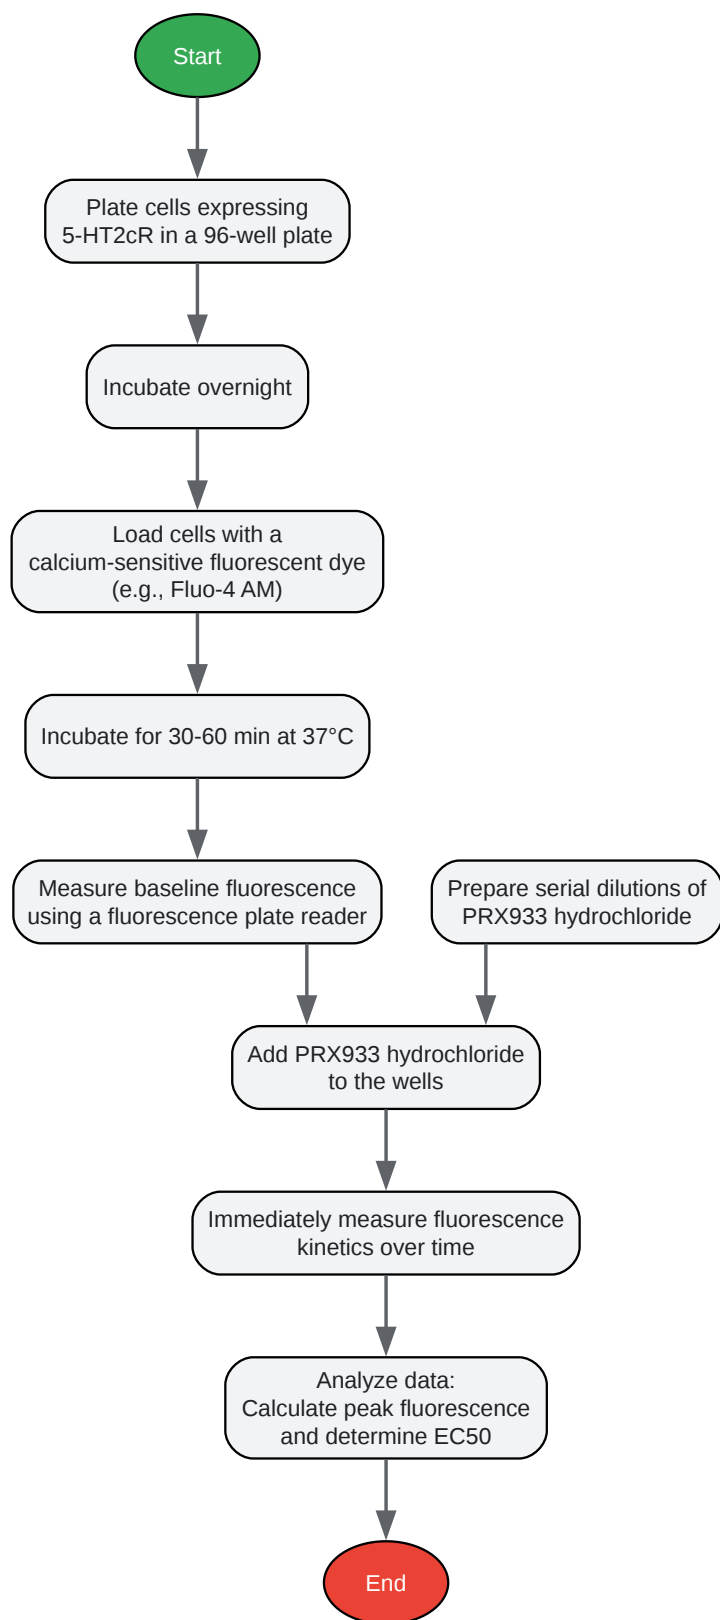 Start
Plate cells expressing
5-HT2cR in a 96-well plate
Incubate overnight
Load cells with a
calcium-sensitive fluorescent dye
(e.g., Fluo-4 AM)
Incubate for 30-60 min at 37°C
Measure baseline fluorescence
using a fluorescence plate reader
Prepare serial dilutions of
PRX933 hydrochloride
Add PRX933 hydrochloride
to the wells
Immediately measure fluorescence
kinetics over time
Analyze data:
Calculate peak fluorescence
and determine EC50
End